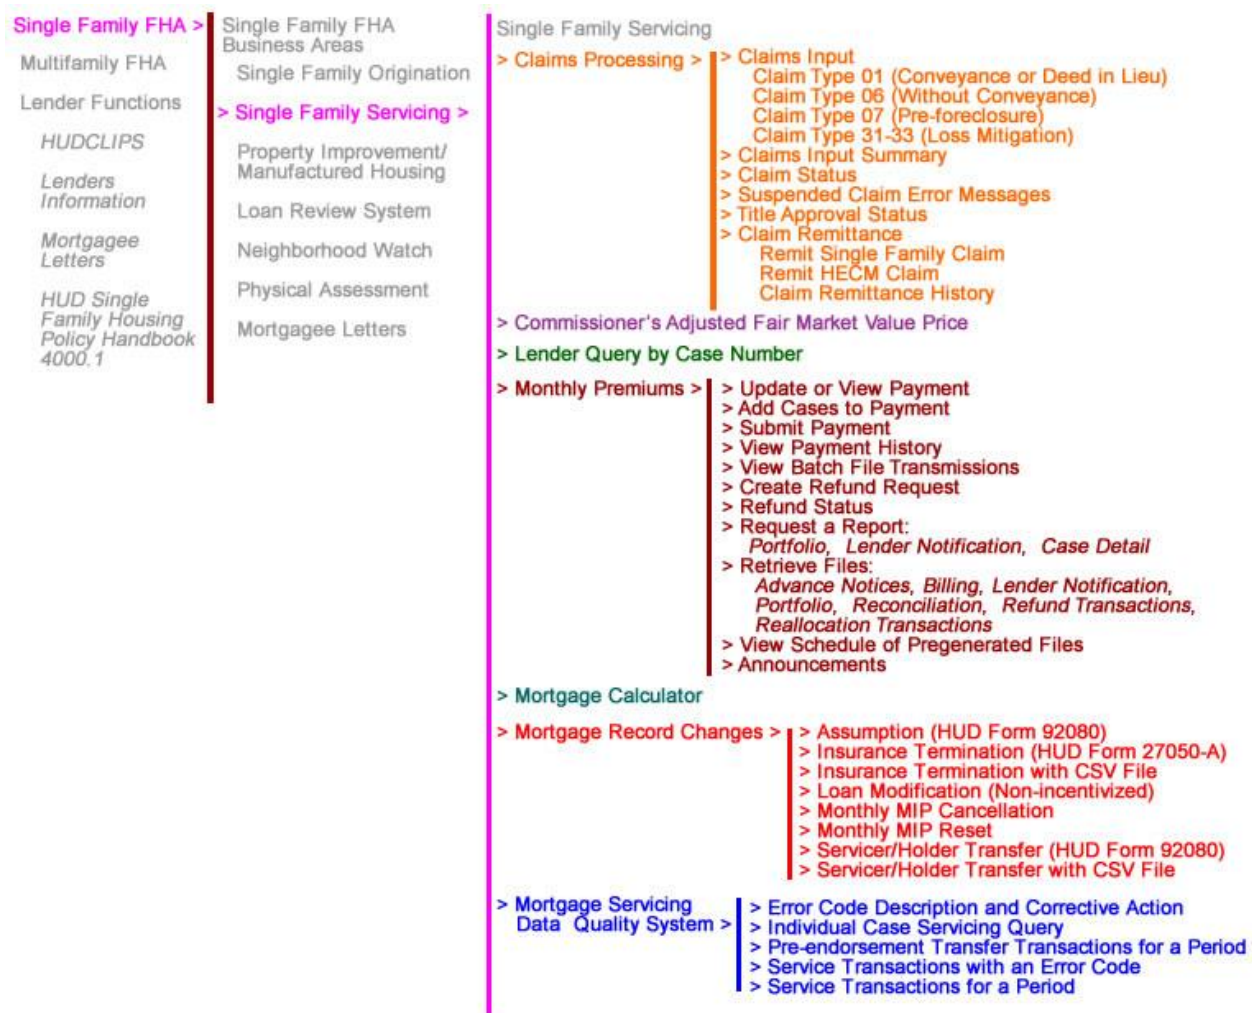 Single Family FHA >
Multifamily FHA
Lender Functions
HUDCLIPS
Lenders
Information
Mortgagee
Letters
HUD Single
Family Housing
Policy Handbook
4000.1
Single Family FHA
Business Areas
Single Family Origination
> Single Family Servicing >
Property Improvement/
Manufactured Housing
Loan Review System
Neighborhood Watch
Physical Assessment
Mortgagee Letters
Single Family Servicing
> Claims Processing >
> Claims Input
Claim Type 01 (Conveyance or Deed in Lieu)
Claim Type 06 (Without Conveyance)
Claim Type 07 (Pre-foreclosure)
Claim Type 31-33 (Loss Mitigation)
> Claims Input Summary
> Claim Status
> Suspended Claim Error Messages
> Title Approval Status
> Claim Remittance
Remit Single Family Claim
Remit HECM Claim
Claim Remittance History
> Commissioner's Adjusted Fair Market Value Price
> Lender Query by Case Number
> Monthly Premiums >
> Update or View Payment
> Add Cases to Payment
> Submit Payment
> View Payment History
> View Batch File Transmissions
> Create Refund Request
> Refund Status
> Request a Report:
Portfolio, Lender Notification, Case Detail
> Retrieve Files:
Advance Notices, Billing, Lender Notification,
Portfolio, Reconciliation, Refund Transactions,
Reallocation Transactions
> View Schedule of Pregenerated Files
> Announcements
> Mortgage Calculator
> Mortgage Record Changes >
> Assumption (HUD Form 92080)
> Insurance Termination (HUD Form 27050-A)
> Insurance Termination with CSV File
> Loan Modification (Non-incentivized)
> Monthly MIP Cancellation
> Monthly MIP Reset
> Servicer/Holder Transfer (HUD Form 92080)
> Servicer/Holder Transfer with CSV File
> Mortgage Servicing
Data Quality System >
> Error Code Description and Corrective Action
> Individual Case Servicing Query
> Pre-endorsement Transfer Transactions for a Period
> Service Transactions with an Error Code
> Service Transactions for a Period